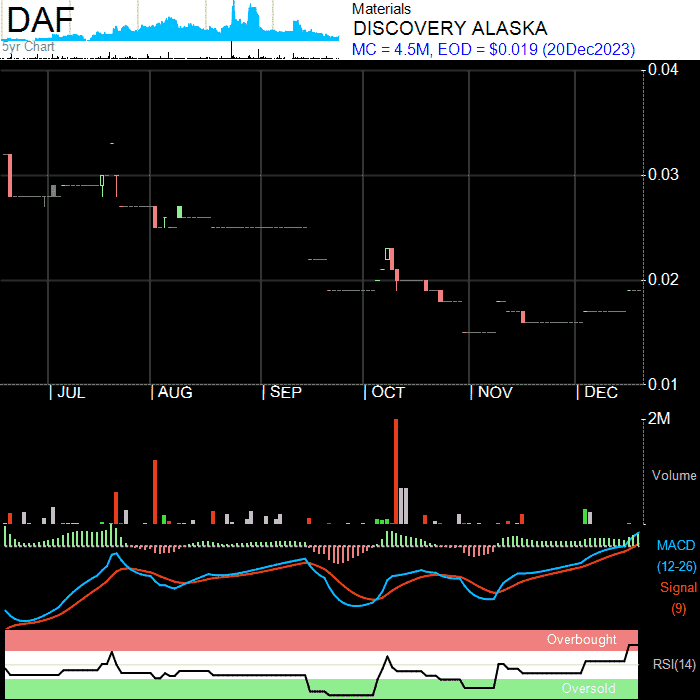 DAF
5yr Chart
Materials
DISCOVERY ALASKA
MC = 4.5M, EOD = $0.019 (20Dec2023)
0.04
0.03
0.02
0.01
JUL
AUG
SEP
OCT
NOV
DEC
2M
Volume
MACD
(12-26)
Signal
(9)
Overbought
RSI(14)
Oversold